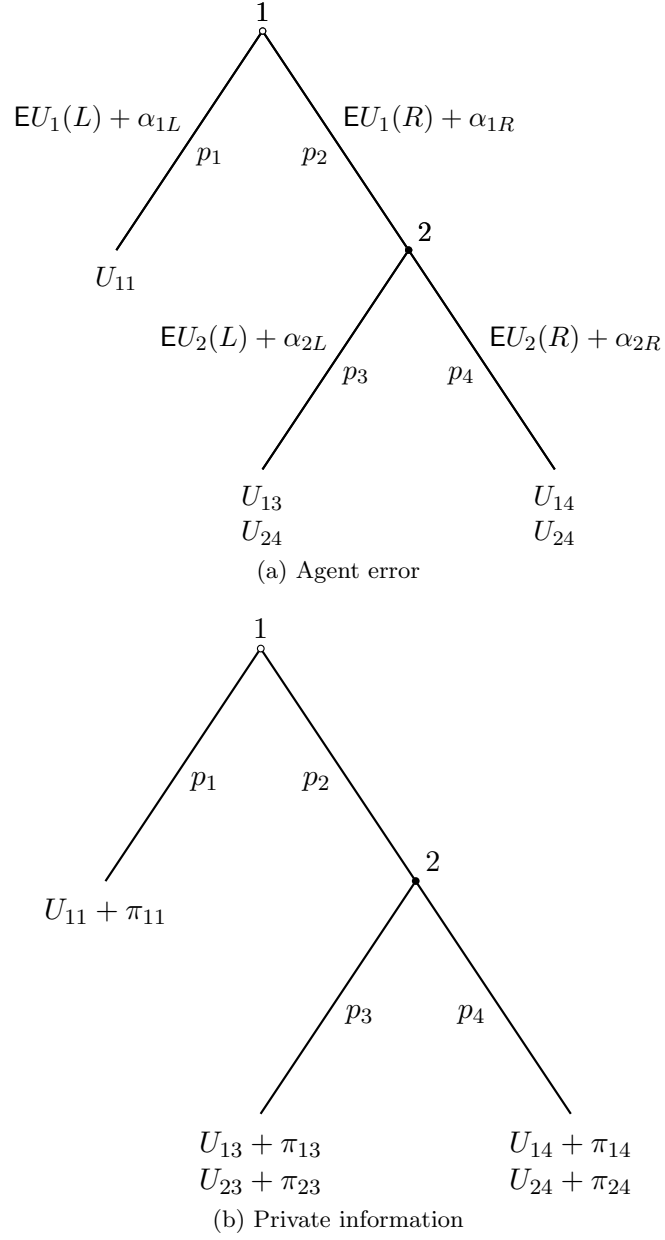 1
EU₁(L) + α₁L
EU₁(R) + α₁R
p₁
p₂
2
U₁₁
EU₂(L) + α₂L
EU₂(R) + α₂R
p₃
p₄
U₁₃
U₁₄
U₂₄
U₂₄
(a) Agent error
1
p₁
p₂
2
U₁₁ + π₁₁
p₃
p₄
U₁₃ + π₁₃
U₁₄ + π₁₄
U₂₃ + π₂₃
U₂₄ + π₂₄
(b) Private information